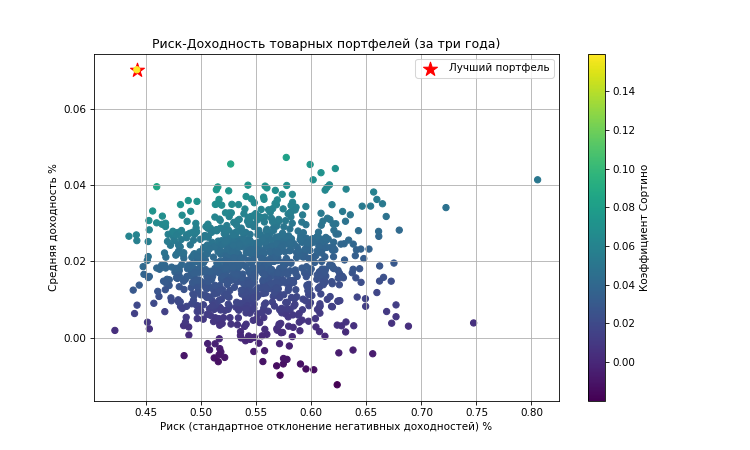 Риск-Доходность товарных портфелей (за три года)
Лучший портфель
Средняя доходность %
0.06
0.04
0.02
0.00
0.45 0.50 0.55 0.60 0.65 0.70 0.75 0.80
Риск (стандартное отклонение негативных доходностей) %
0.14
0.12
0.10
0.08
0.06
0.04
0.02
0.00
Коэффициент Сортино